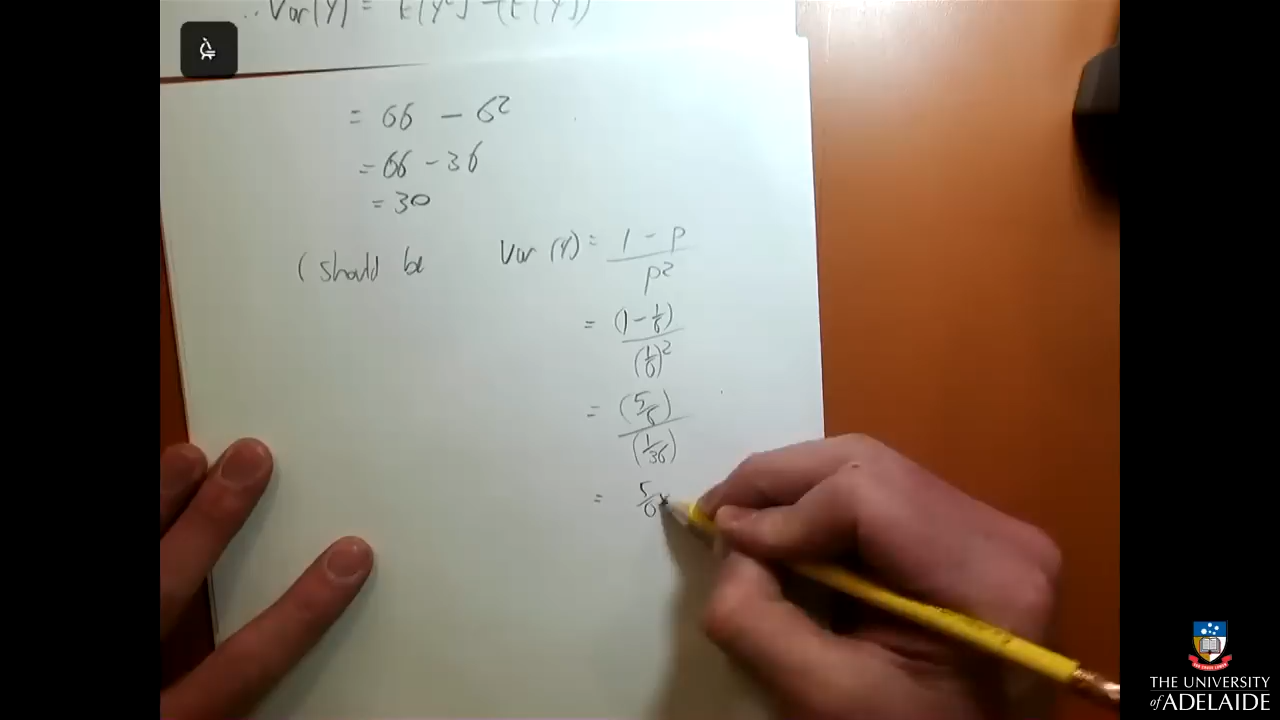 ∴ Var(Y) = E[Y²] - (E[Y])²
= 66 - 6²
= 66 - 36
= 30
( should be Var (Y) = 1 - p / p²
= (1 - 1/6) / (1/6)²
= (5/6) / (1/36)
= 5/6 ×
THE UNIVERSITY
of ADELAIDE